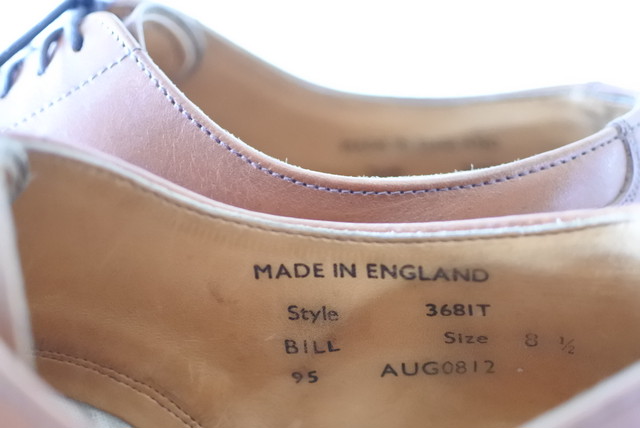 MADE IN ENGLAND
Style 3681T
BILL Size 8 ½
95 AUG0812